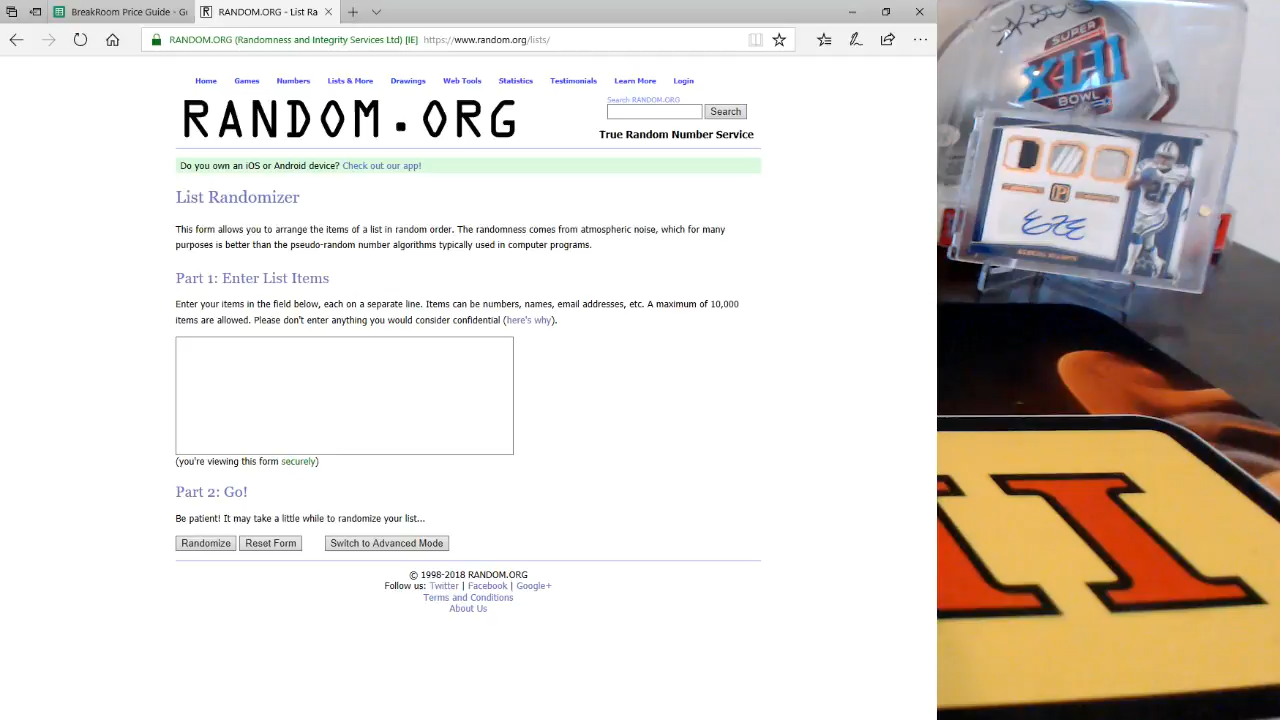 BreakRoom Price Guide - G
RANDOM.ORG - List Ra
RANDOM.ORG (Randomness and Integrity Services Ltd) [IE] https://www.random.org/lists/
Home Games Numbers Lists & More Drawings Web Tools Statistics Testimonials Learn More Login
RANDOM.ORG
Search RANDOM.ORG
Search
True Random Number Service
Do you own an iOS or Android device? Check out our app!
List Randomizer
This form allows you to arrange the items of a list in random order. The randomness comes from atmospheric noise, which for many
purposes is better than the pseudo-random number algorithms typically used in computer programs.
Part 1: Enter List Items
Enter your items in the field below, each on a separate line. Items can be numbers, names, email addresses, etc. A maximum of 10,000
items are allowed. Please don't enter anything you would consider confidential (here's why).
(you're viewing this form securely)
Part 2: Go!
Be patient! It may take a little while to randomize your list...
Randomize Reset Form Switch to Advanced Mode
© 1998-2018 RANDOM.ORG
Follow us: Twitter | Facebook | Google+
Terms and Conditions
About Us
SUPER
XLII
BOWL
21